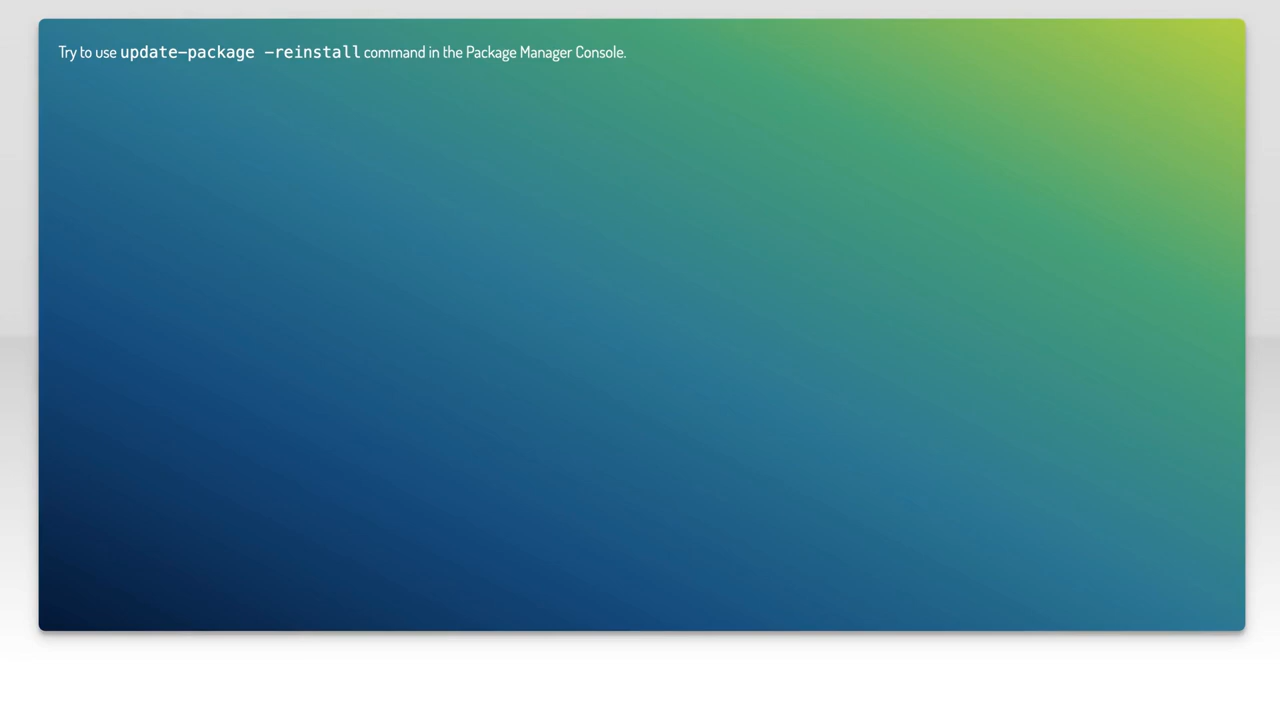 Try to use update-package -reinstall command in the Package Manager Console.